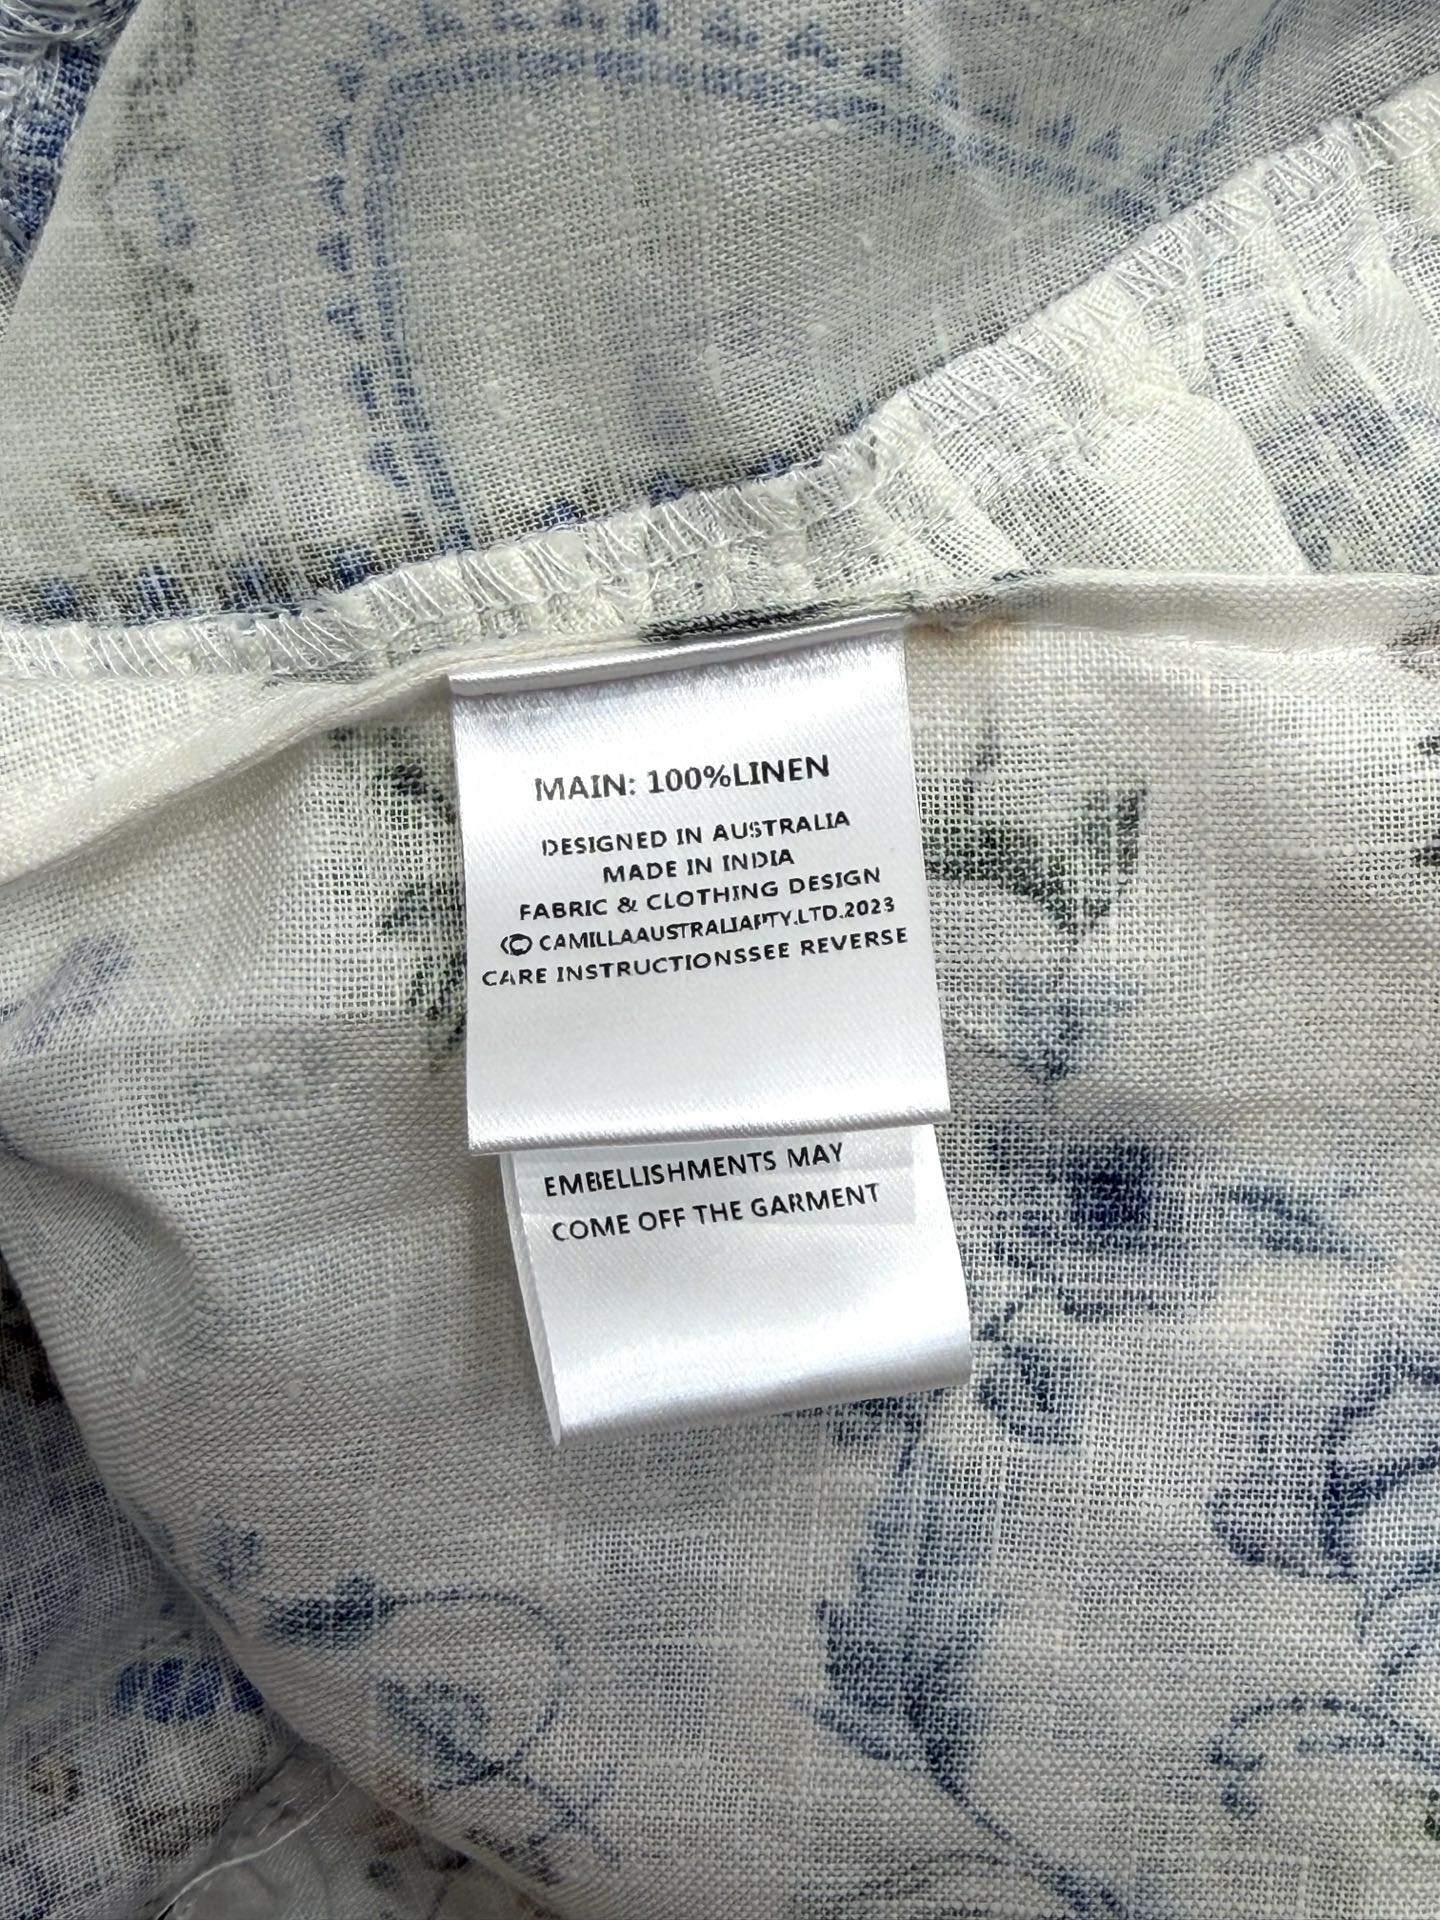 MAIN: 100%LINEN
DESIGNED IN AUSTRALIA
MADE IN INDIA
FABRIC & CLOTHING DESIGN
© CAMILLAAUSTRALIAPTY.LTD.2023
CARE INSTRUCTIONSSEE REVERSE
EMBELLISHMENTS MAY
COME OFF THE GARMENT